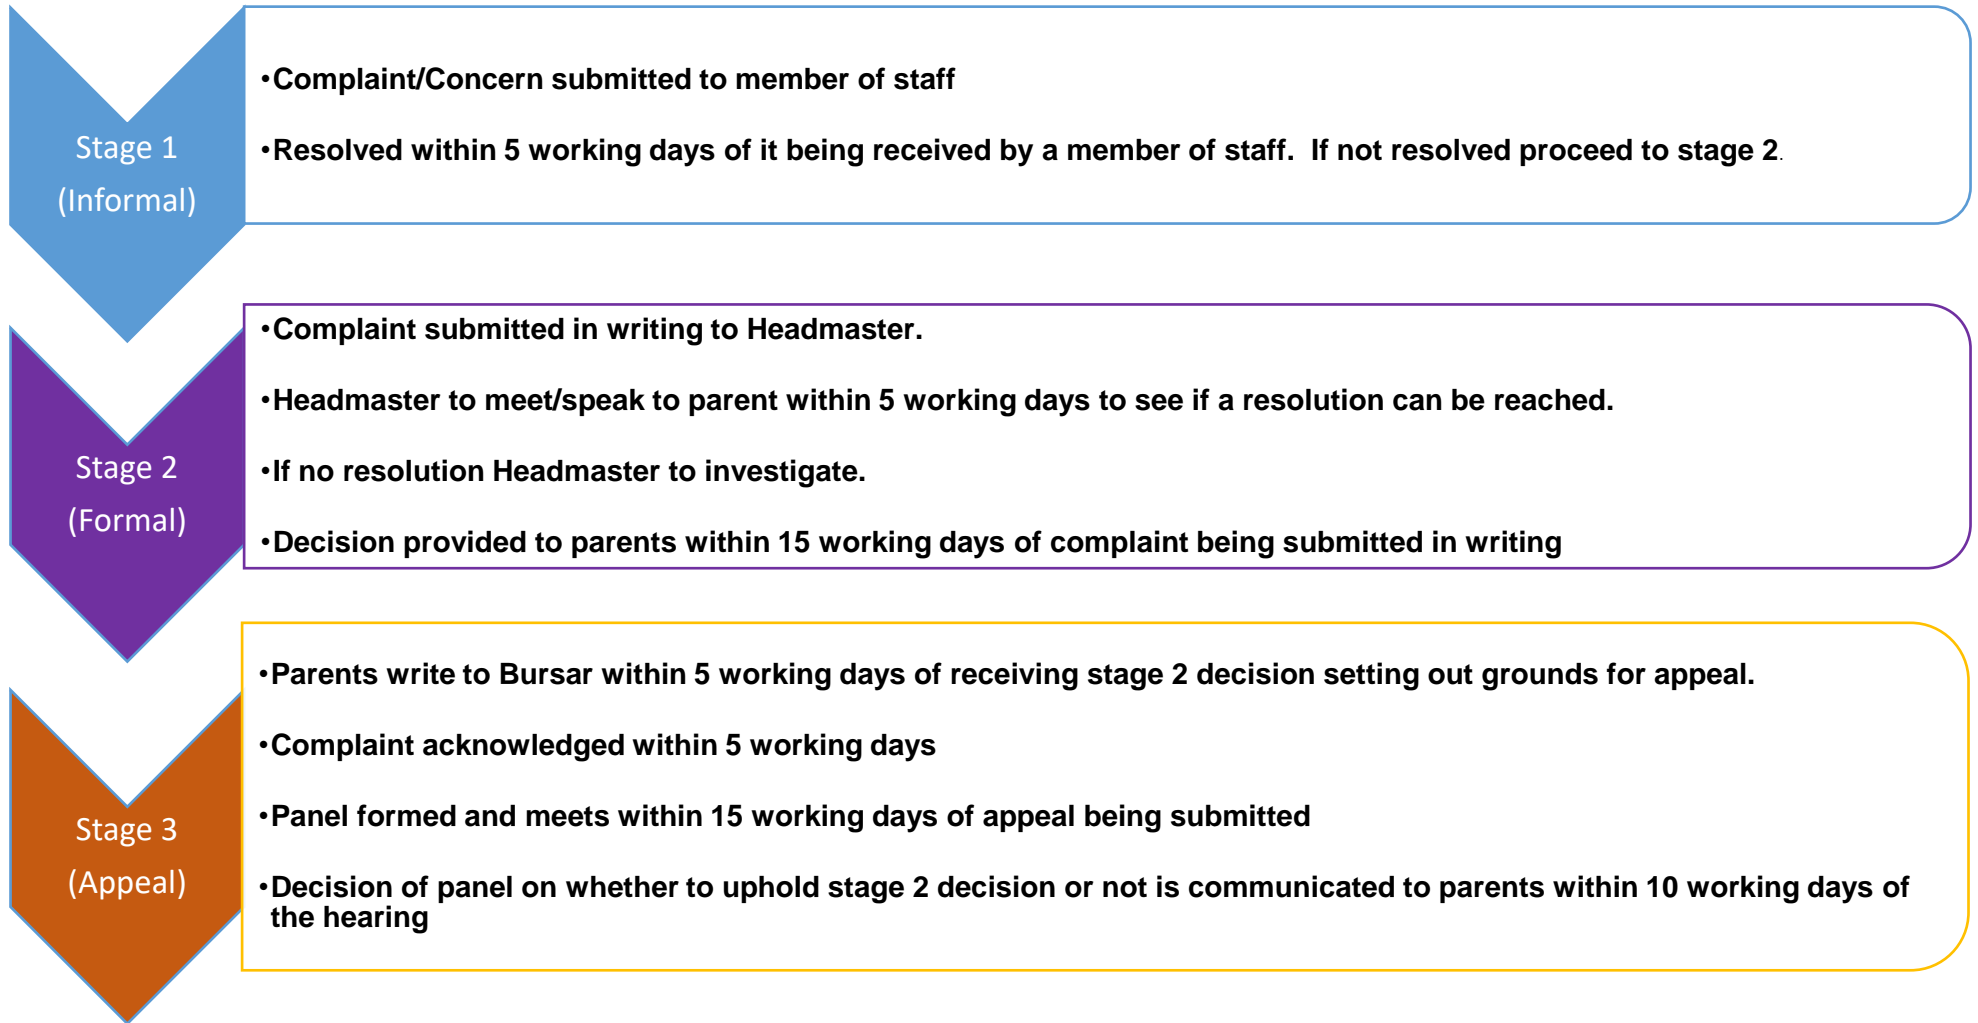 Stage 1
(Informal)
•Complaint/Concern submitted to member of staff
•Resolved within 5 working days of it being received by a member of staff.  If not resolved proceed to stage 2.
Stage 2
(Formal)
•Complaint submitted in writing to Headmaster.
•Headmaster to meet/speak to parent within 5 working days to see if a resolution can be reached.
•If no resolution Headmaster to investigate.
•Decision provided to parents within 15 working days of complaint being submitted in writing
Stage 3
(Appeal)
•Parents write to Bursar within 5 working days of receiving stage 2 decision setting out grounds for appeal.
•Complaint acknowledged within 5 working days
•Panel formed and meets within 15 working days of appeal being submitted
•Decision of panel on whether to uphold stage 2 decision or not is communicated to parents within 10 working days of
the hearing